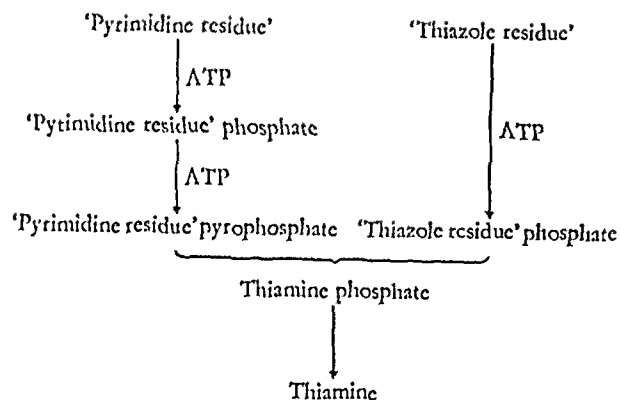 'Pyrimidine residue'
'Thiazole residue'
ATP
'Pyrimidine residue' phosphate
ATP
ATP
'Pyrimidine residue' pyrophosphate
'Thiazole residue' phosphate
Thiamine phosphate
Thiamine